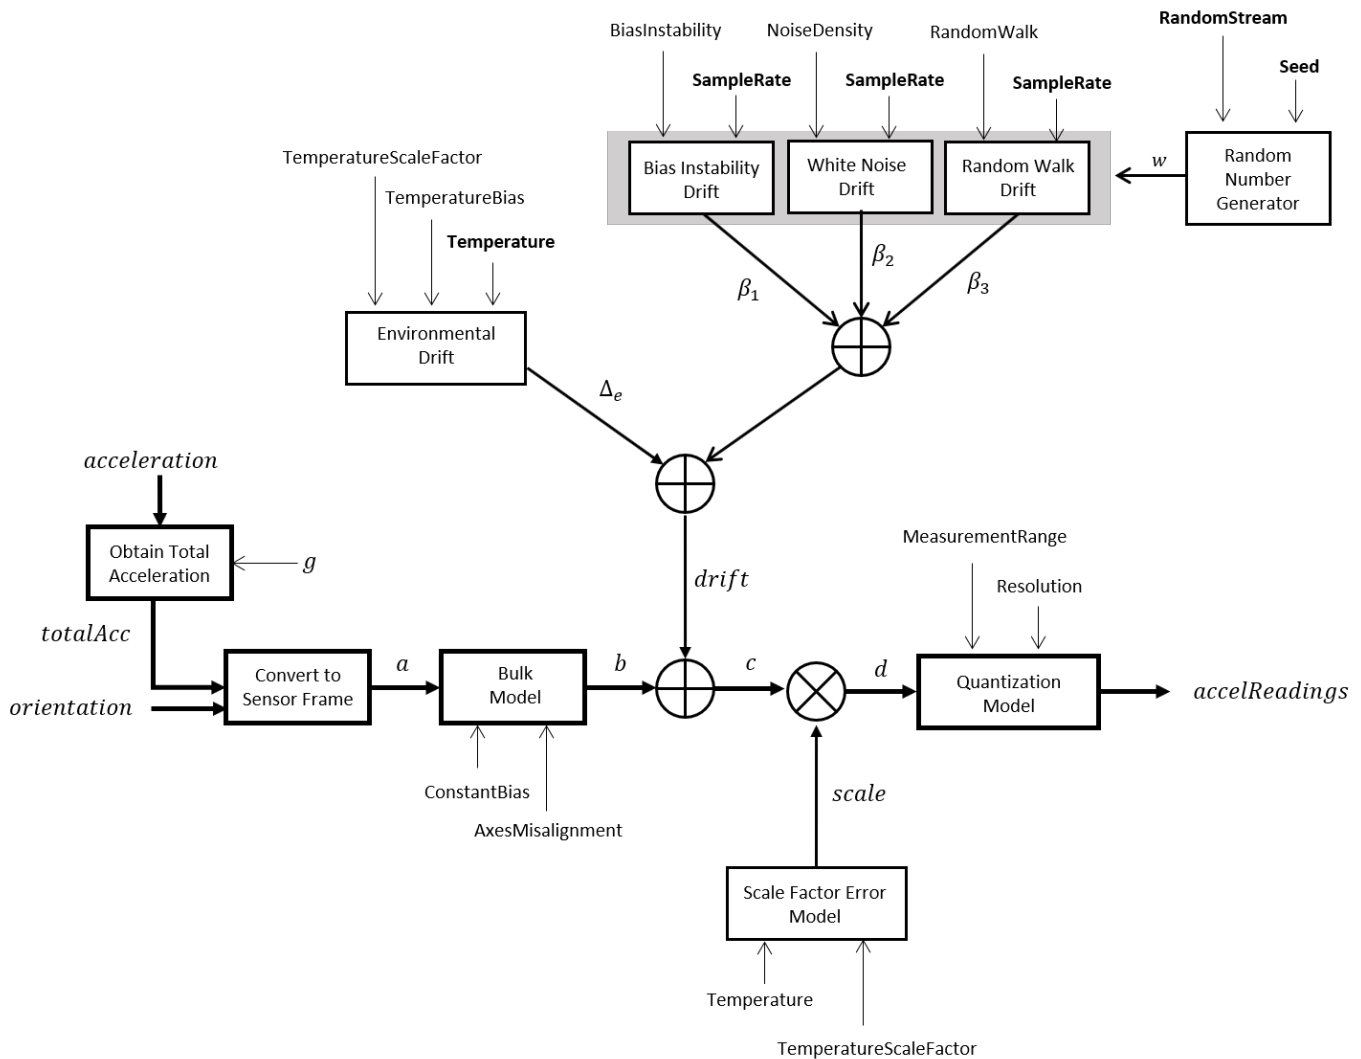 RandomStream
BiasInstability
NoiseDensity
RandomWalk
Seed
SampleRate
SampleRate
SampleRate
Bias Instability
Drift
White Noise
Drift
Random Walk
Drift
w
Random
Number
Generator
TemperatureScaleFactor
TemperatureBias
Temperature
β₁
β₂
β₃
Environmental
Drift
Δₑ
acceleration
Obtain Total
Acceleration
g
totalAcc
orientation
Convert to
Sensor Frame
a
Bulk
Model
b
drift
c
d
MeasurementRange
Resolution
Quantization
Model
accelReadings
ConstantBias
AxesMisalignment
scale
Scale Factor Error
Model
Temperature
TemperatureScaleFactor